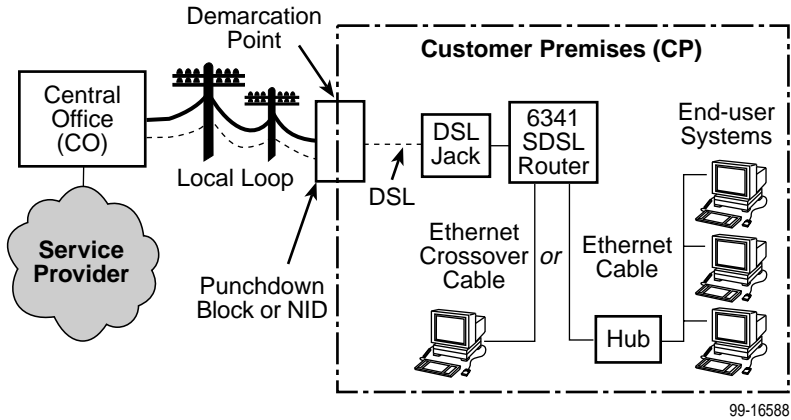 Demarcation
Point
Customer Premises (CP)
Central
Office
(CO)
Local Loop
DSL
Jack
DSL
6341
SDSL
Router
End-user
Systems
Service
Provider
Punchdown
Block or NID
Ethernet
Crossover
Cable
or
Ethernet
Cable
Hub
99-16588